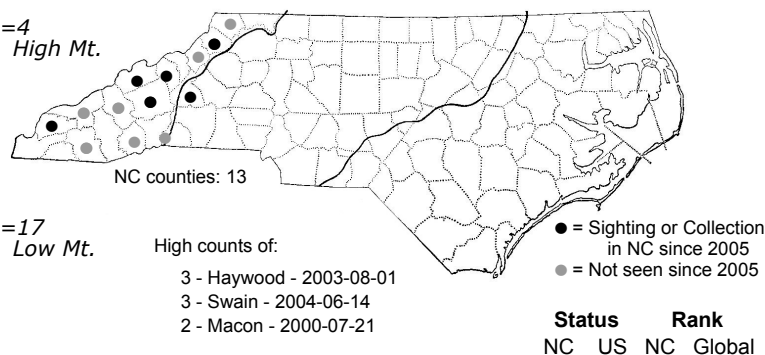 =4
High Mt.
NC counties: 13
=17
Low Mt.
High counts of:
3 - Haywood - 2003-08-01
3 - Swain - 2004-06-14
2 - Macon - 2000-07-21
● = Sighting or Collection
in NC since 2005
● = Not seen since 2005
Status Rank
NC US NC Global